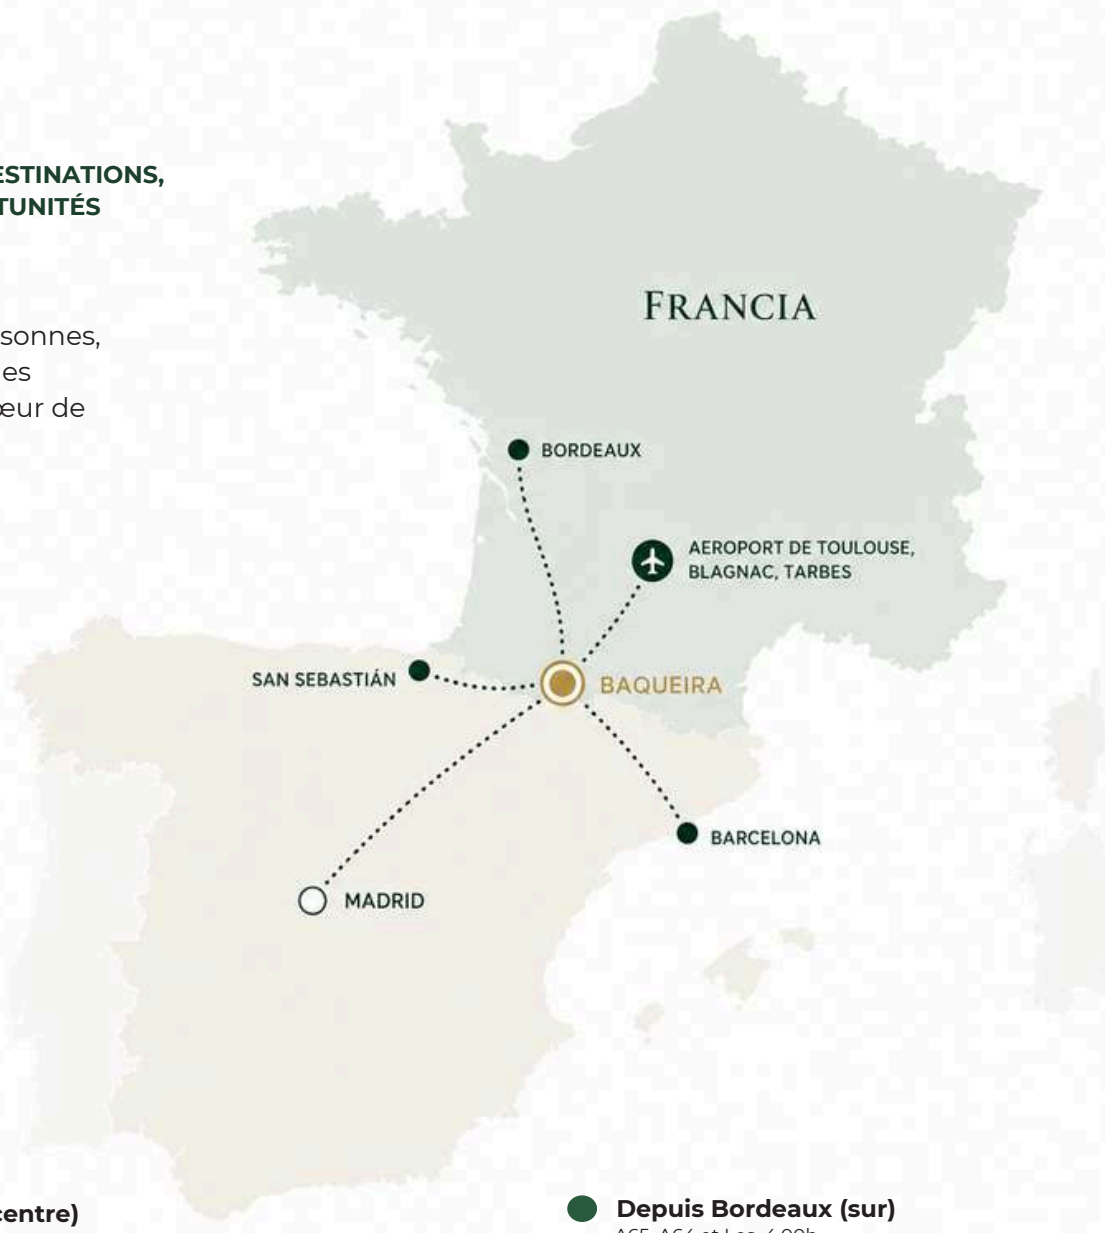 ESTINATIONS,
TUNITÉS
sonnes,
es
œur de
FRANCIA
BORDEAUX
AEROPORT DE TOULOUSE,
BLAGNAC, TARBES
SAN SEBASTIÁN
BAQUEIRA
BARCELONA
MADRID
centre)
Depuis Bordeaux (sur)